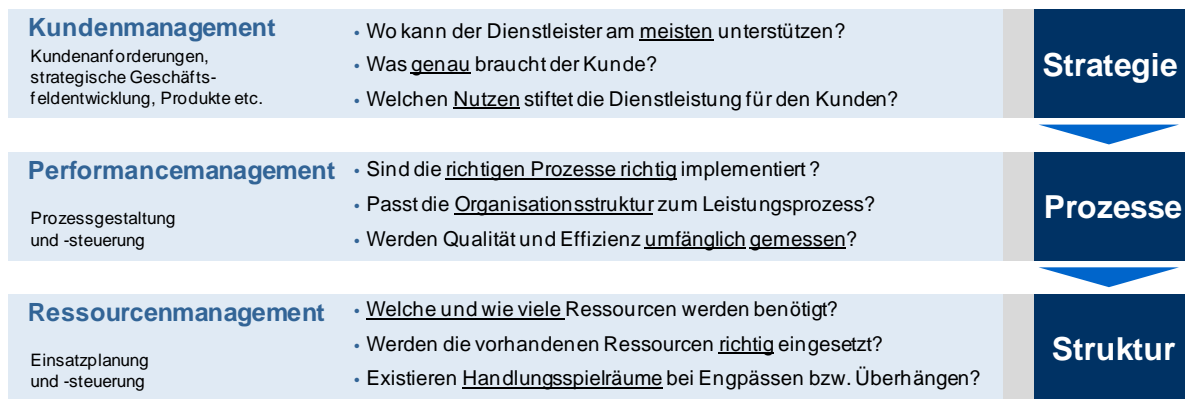 Kundenmanagement
Kundenanforderungen,
strategische Geschäfts-
feldentwicklung, Produkte etc.
• Wo kann der Dienstleister am meisten unterstützen?
• Was genau braucht der Kunde?
• Welchen Nutzen stiftet die Dienstleistung für den Kunden?
Strategie
Performancemanagement
Prozessgestaltung
und -steuerung
• Sind die richtigen Prozesse richtig implementiert?
• Passt die Organisationsstruktur zum Leistungsprozess?
• Werden Qualität und Effizienz umfänglich gemessen?
Prozesse
Ressourcenmanagement
Einsatzplanung
und -steuerung
• Welche und wie viele Ressourcen werden benötigt?
• Werden die vorhandenen Ressourcen richtig eingesetzt?
• Existieren Handlungsspielräume bei Engpässen bzw. Überhängen?
Struktur